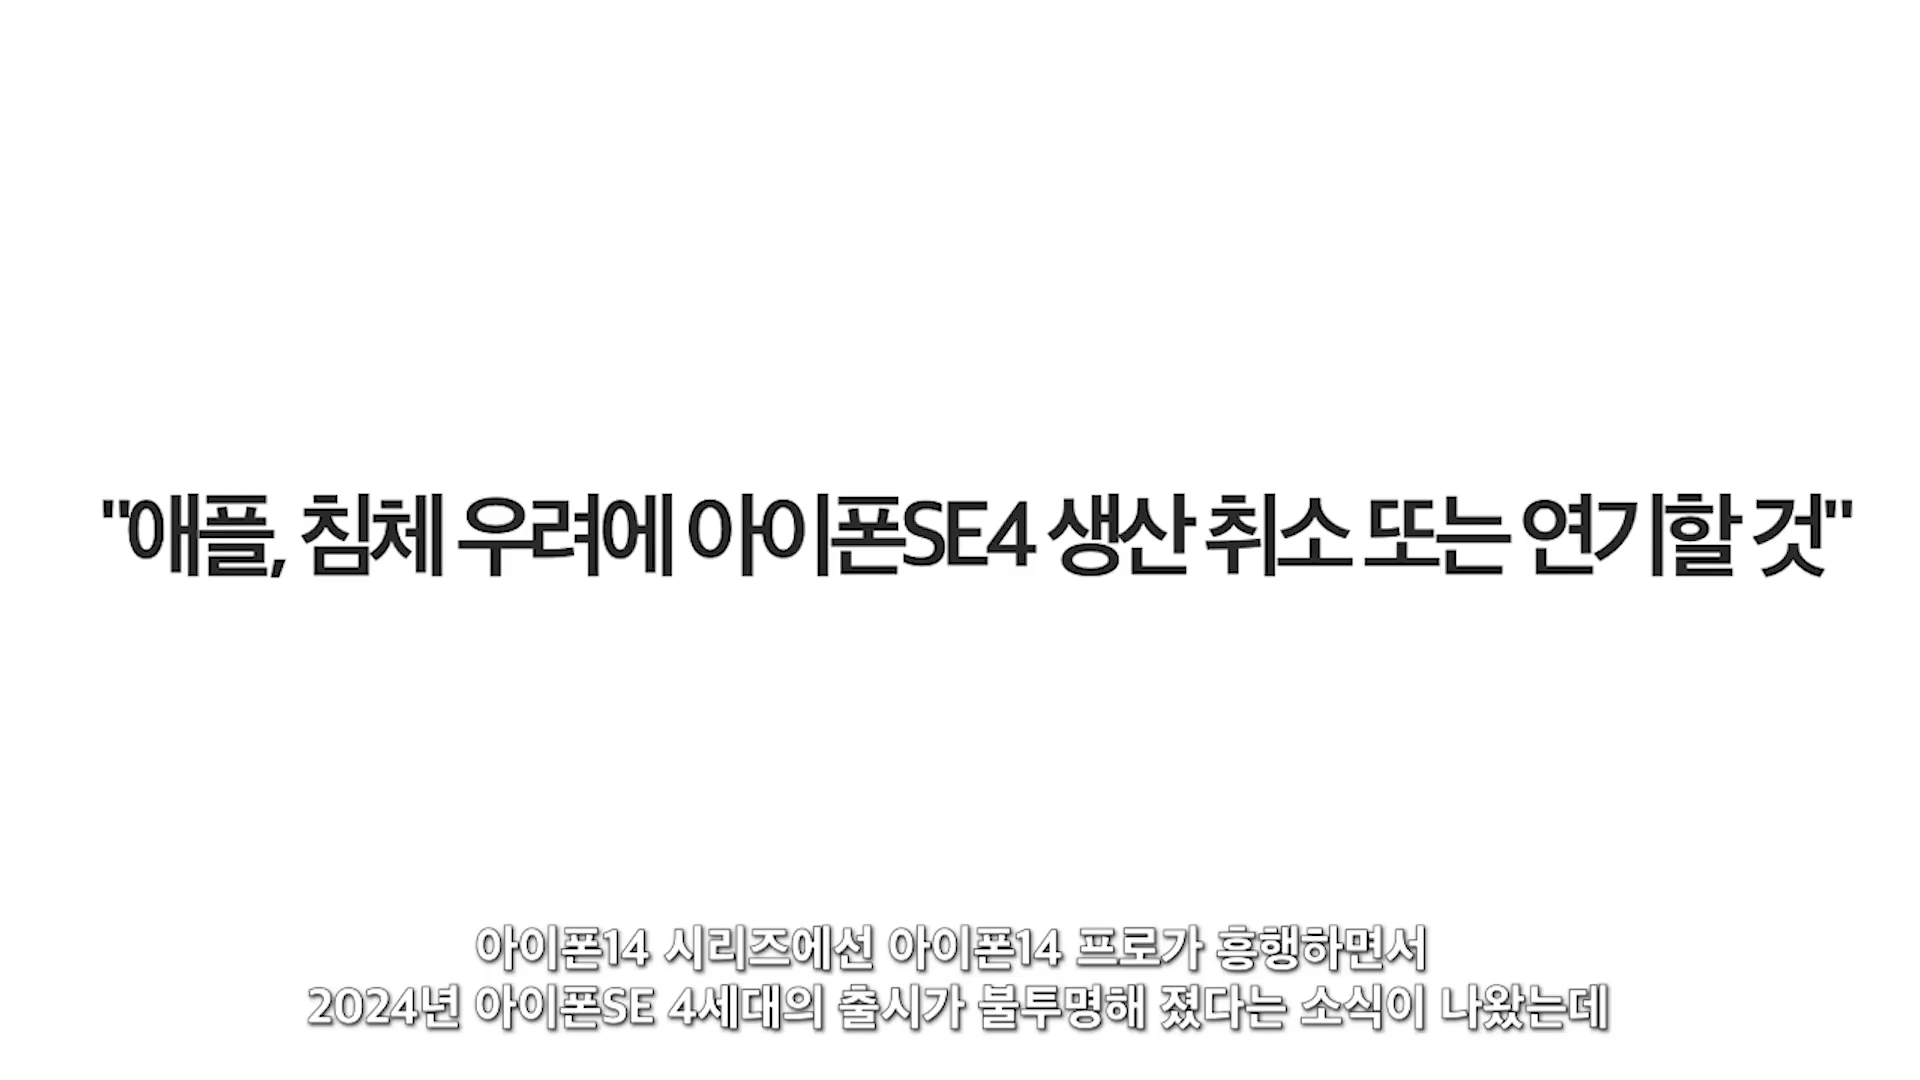 "애플, 침체 우려에 아이폰SE4 생산 취소 또는 연기할 것"
아이폰14 시리즈에선 아이폰14 프로가 흥행하면서
2024년 아이폰SE 4세대의 출시가 불투명해 졌다는 소식이 나왔는데